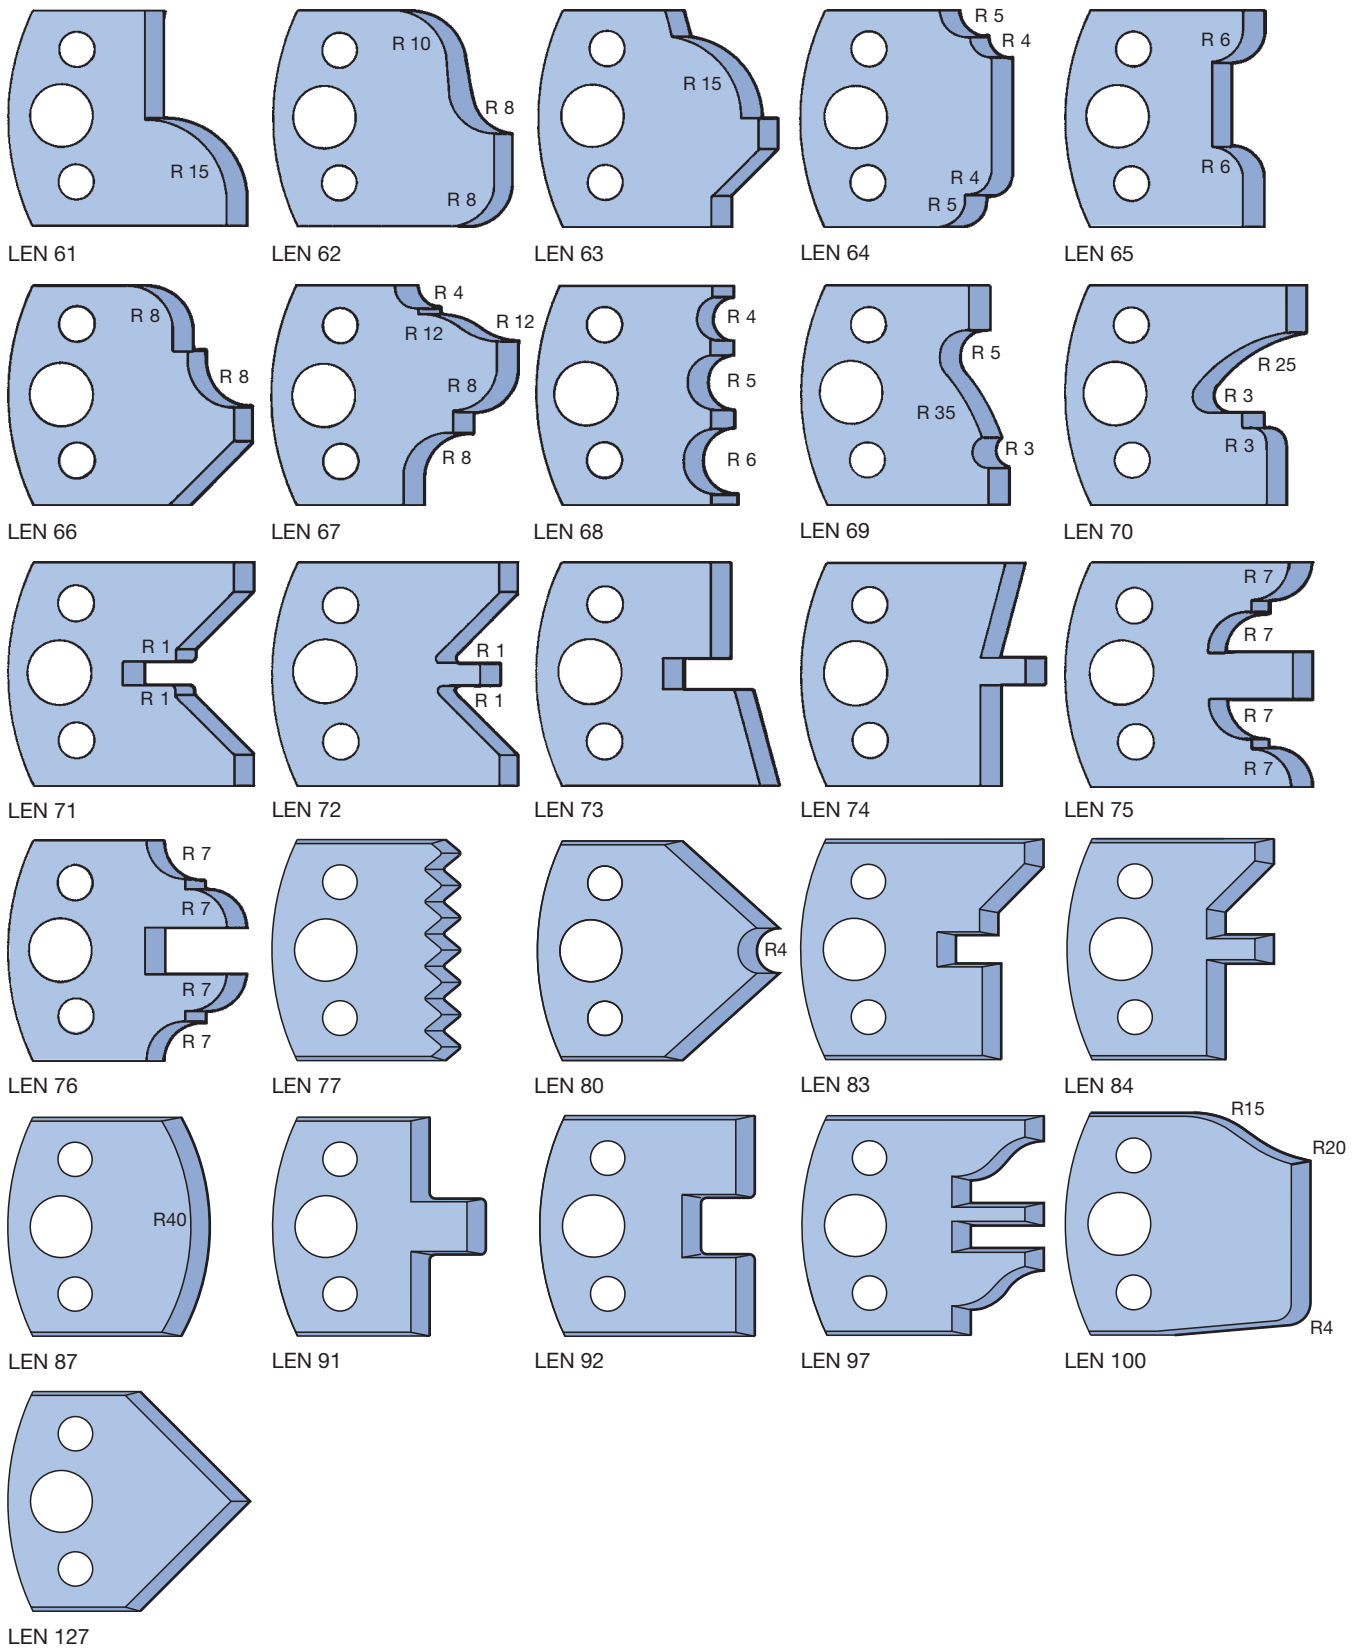 R 15
LEN 61
R 10
R 8
R 8
LEN 62
R 15
LEN 63
R 5
R 4
R 4
R 5
LEN 64
R 6
R 6
LEN 65
R 8
R 8
LEN 66
R 4
R 12
R 12
R 8
R 8
LEN 67
R 4
R 5
R 6
LEN 68
R 5
R 35
R 3
LEN 69
R 25
R 3
R 3
LEN 70
R 1
R 1
LEN 71
R 1
R 1
LEN 72
LEN 73
LEN 74
R 7
R 7
R 7
R 7
LEN 75
R 7
R 7
R 7
R 7
LEN 76
LEN 77
R4
LEN 80
LEN 83
LEN 84
R40
LEN 87
LEN 91
LEN 92
LEN 97
R15
R20
R4
LEN 100
LEN 127